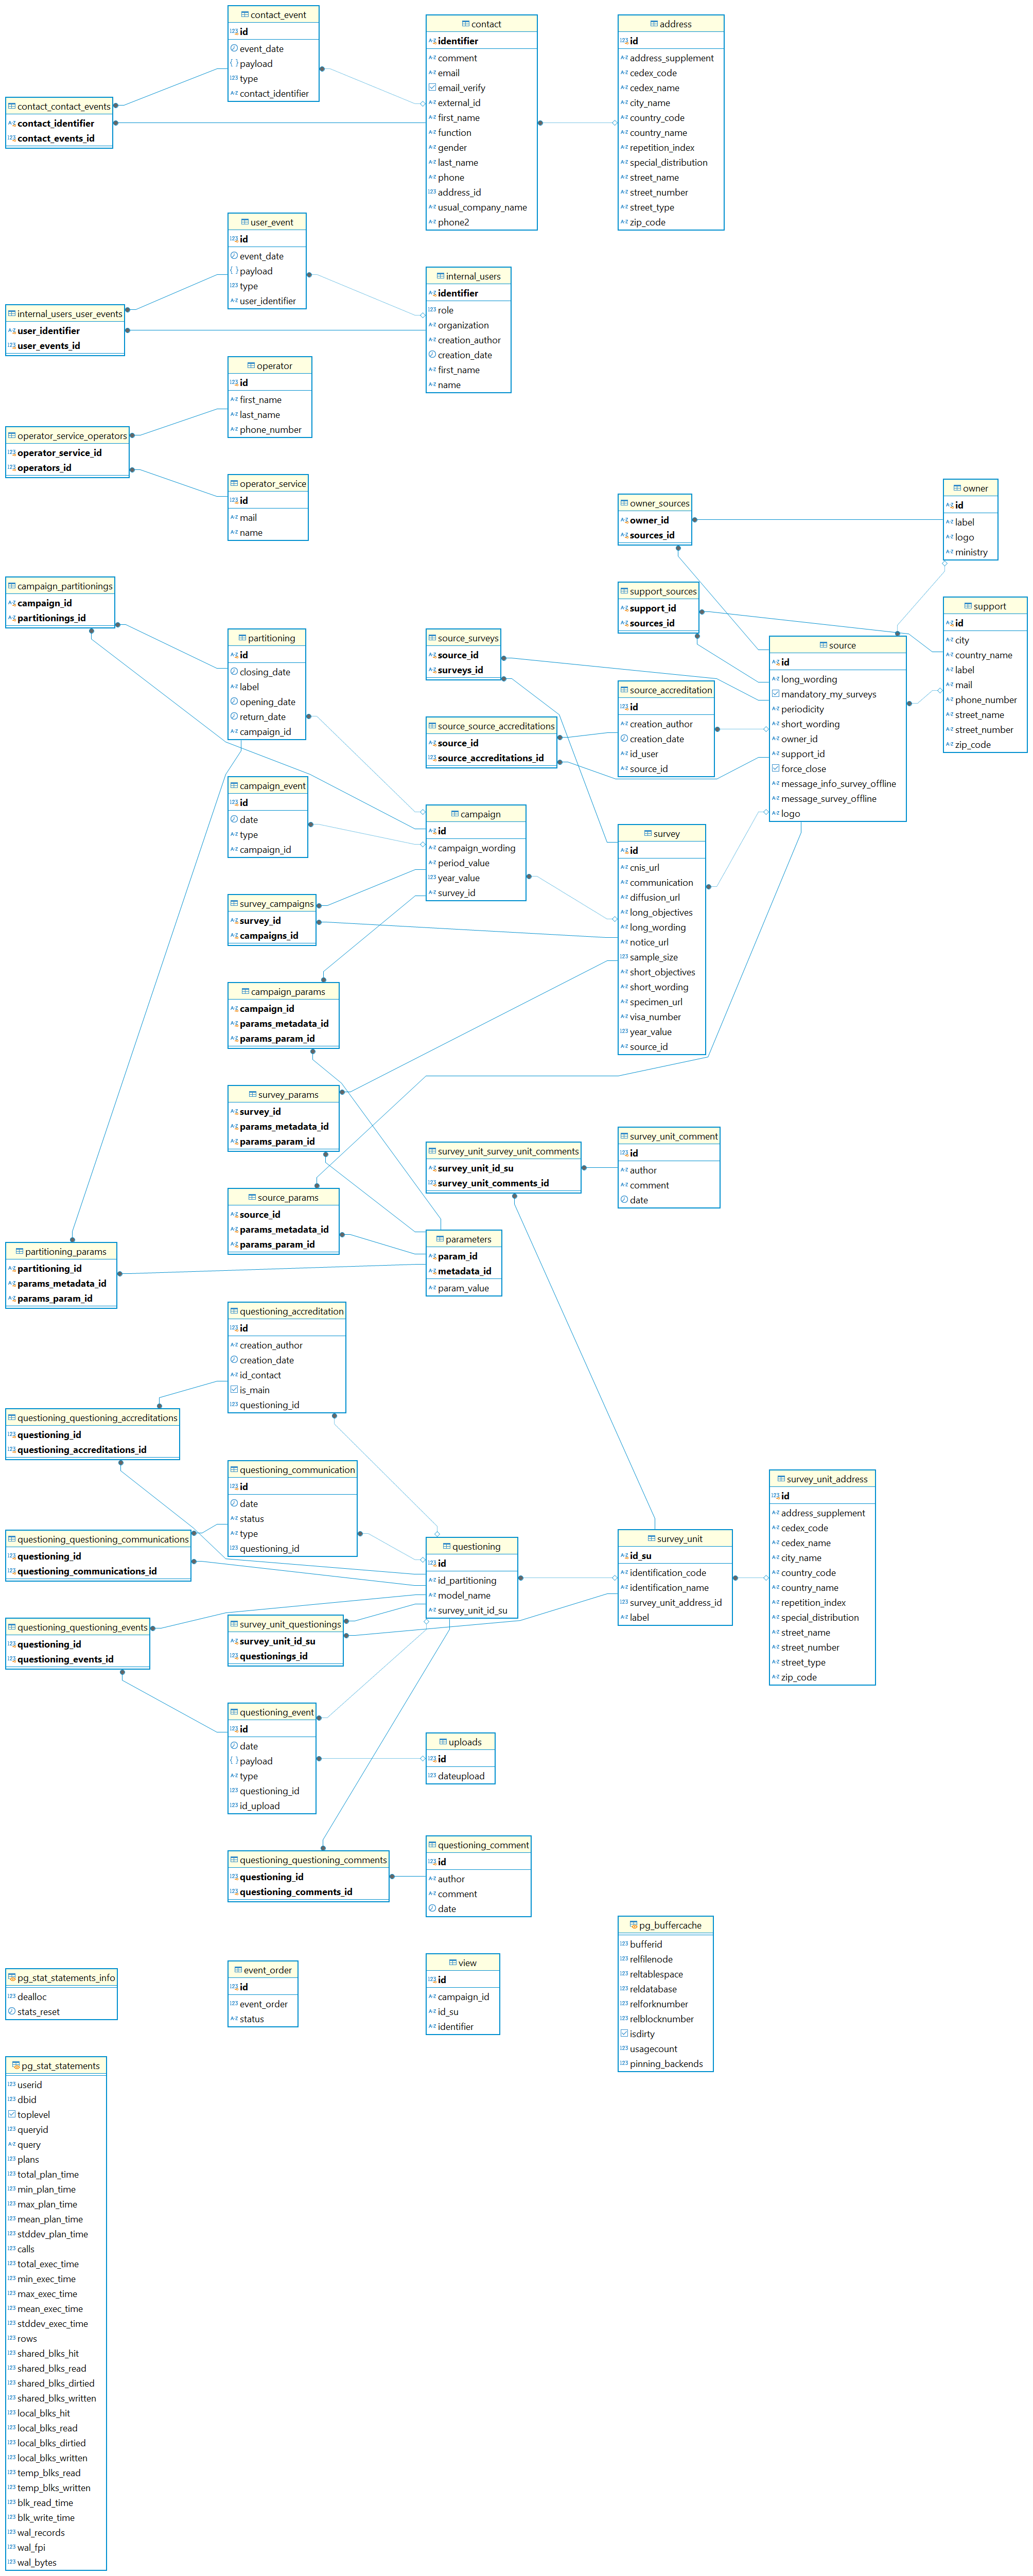 contact_event
id
event_date
payload
type
contact_identifier
contact
identifier
comment
email
email_verify
external_id
first_name
function
gender
last_name
phone
address_id
usual_company_name
phone2
address
id
address_supplement
cedex_code
cedex_name
city_name
country_code
country_name
repetition_index
special_distribution
street_name
street_number
street_type
zip_code
contact_contact_events
contact_identifier
contact_events_id
user_event
id
event_date
payload
type
user_identifier
internal_users
identifier
role
organization
creation_author
creation_date
first_name
name
internal_users_user_events
user_identifier
user_events_id
operator
id
first_name
last_name
phone_number
operator_service_operators
operator_service_id
operators_id
operator_service
id
mail
name
owner_sources
owner_id
sources_id
owner
id
label
logo
ministry
campaign_partitionings
campaign_id
partitionings_id
support_sources
support_id
sources_id
support
id
city
country_name
label
mail
phone_number
street_name
street_number
zip_code
partitioning
id
closing_date
label
opening_date
return_date
campaign_id
source_surveys
source_id
surveys_id
source
id
long_wording
mandatory_my_surveys
periodicity
short_wording
owner_id
support_id
force_close
message_info_survey_offline
message_survey_offline
logo
source_accreditation
id
creation_author
creation_date
id_user
source_id
source_source_accreditations
source_id
source_accreditations_id
campaign_event
id
date
type
campaign_id
campaign
id
campaign_wording
period_value
year_value
survey_id
survey
id
cnis_url
communication
diffusion_url
long_objectives
long_wording
notice_url
sample_size
short_objectives
short_wording
specimen_url
visa_number
year_value
source_id
survey_campaigns
survey_id
campaigns_id
campaign_params
campaign_id
params_metadata_id
params_param_id
survey_params
survey_id
params_metadata_id
params_param_id
survey_unit_survey_unit_comments
survey_unit_id_su
survey_unit_comments_id
survey_unit_comment
id
author
comment
date
source_params
source_id
params_metadata_id
params_param_id
parameters
param_id
metadata_id
param_value
partitioning_params
partitioning_id
params_metadata_id
params_param_id
questioning_accreditation
id
creation_author
creation_date
id_contact
is_main
questioning_id
questioning_questioning_accreditations
questioning_id
questioning_accreditations_id
questioning_communication
id
date
status
type
questioning_id
survey_unit_address
id
address_supplement
cedex_code
cedex_name
city_name
country_code
country_name
repetition_index
special_distribution
street_name
street_number
street_type
zip_code
questioning_questioning_communications
questioning_id
questioning_communications_id
questioning
id
id_partitioning
model_name
survey_unit_id_su
survey_unit
id_su
identification_code
identification_name
survey_unit_address_id
label
questioning_questioning_events
questioning_id
questioning_events_id
survey_unit_questionings
survey_unit_id_su
questionings_id
questioning_event
id
date
payload
type
questioning_id
id_upload
uploads
id
dateupload
questioning_questioning_comments
questioning_id
questioning_comments_id
questioning_comment
id
author
comment
date
pg_buffercache
bufferid
relfilenode
reltablespace
reldatabase
relforknumber
relblocknumber
isdirty
usagecount
pinning_backends
pg_stat_statements_info
dealloc
stats_reset
event_order
id
event_order
status
view
id
campaign_id
id_su
identifier
pg_stat_statements
userid
dbid
toplevel
queryid
query
plans
total_plan_time
min_plan_time
max_plan_time
mean_plan_time
stddev_plan_time
calls
total_exec_time
min_exec_time
max_exec_time
mean_exec_time
stddev_exec_time
rows
shared_blks_hit
shared_blks_read
shared_blks_dirtied
shared_blks_written
local_blks_hit
local_blks_read
local_blks_dirtied
local_blks_written
temp_blks_read
temp_blks_written
blk_read_time
blk_write_time
wal_records
wal_fpi
wal_bytes